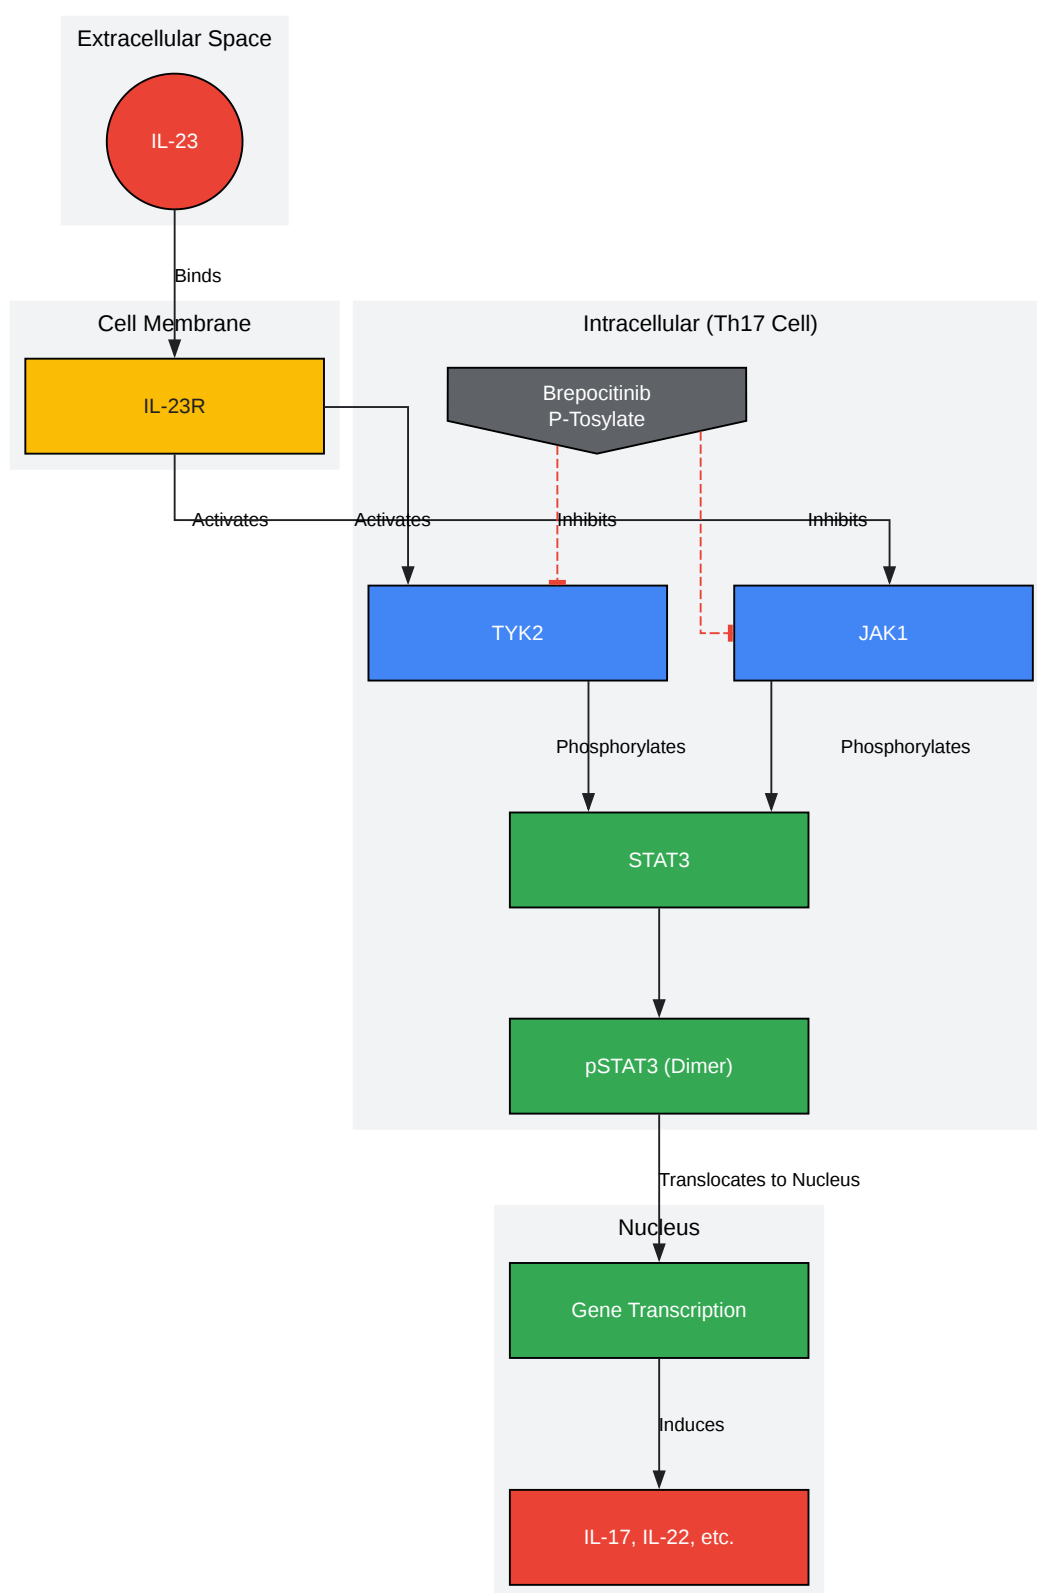 Extracellular Space
IL-23
Binds
Cell Membrane
Intracellular (Th17 Cell)
IL-23R
Brepocitinib
P-Tosylate
Activates
Activates
Inhibits
Inhibits
TYK2
JAK1
Phosphorylates
Phosphorylates
STAT3
pSTAT3 (Dimer)
Translocates to Nucleus
Nucleus
Gene Transcription
Induces
IL-17, IL-22, etc.